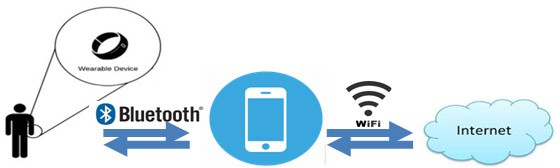 Wearable Device
Bluetooth®
WiFi
Internet